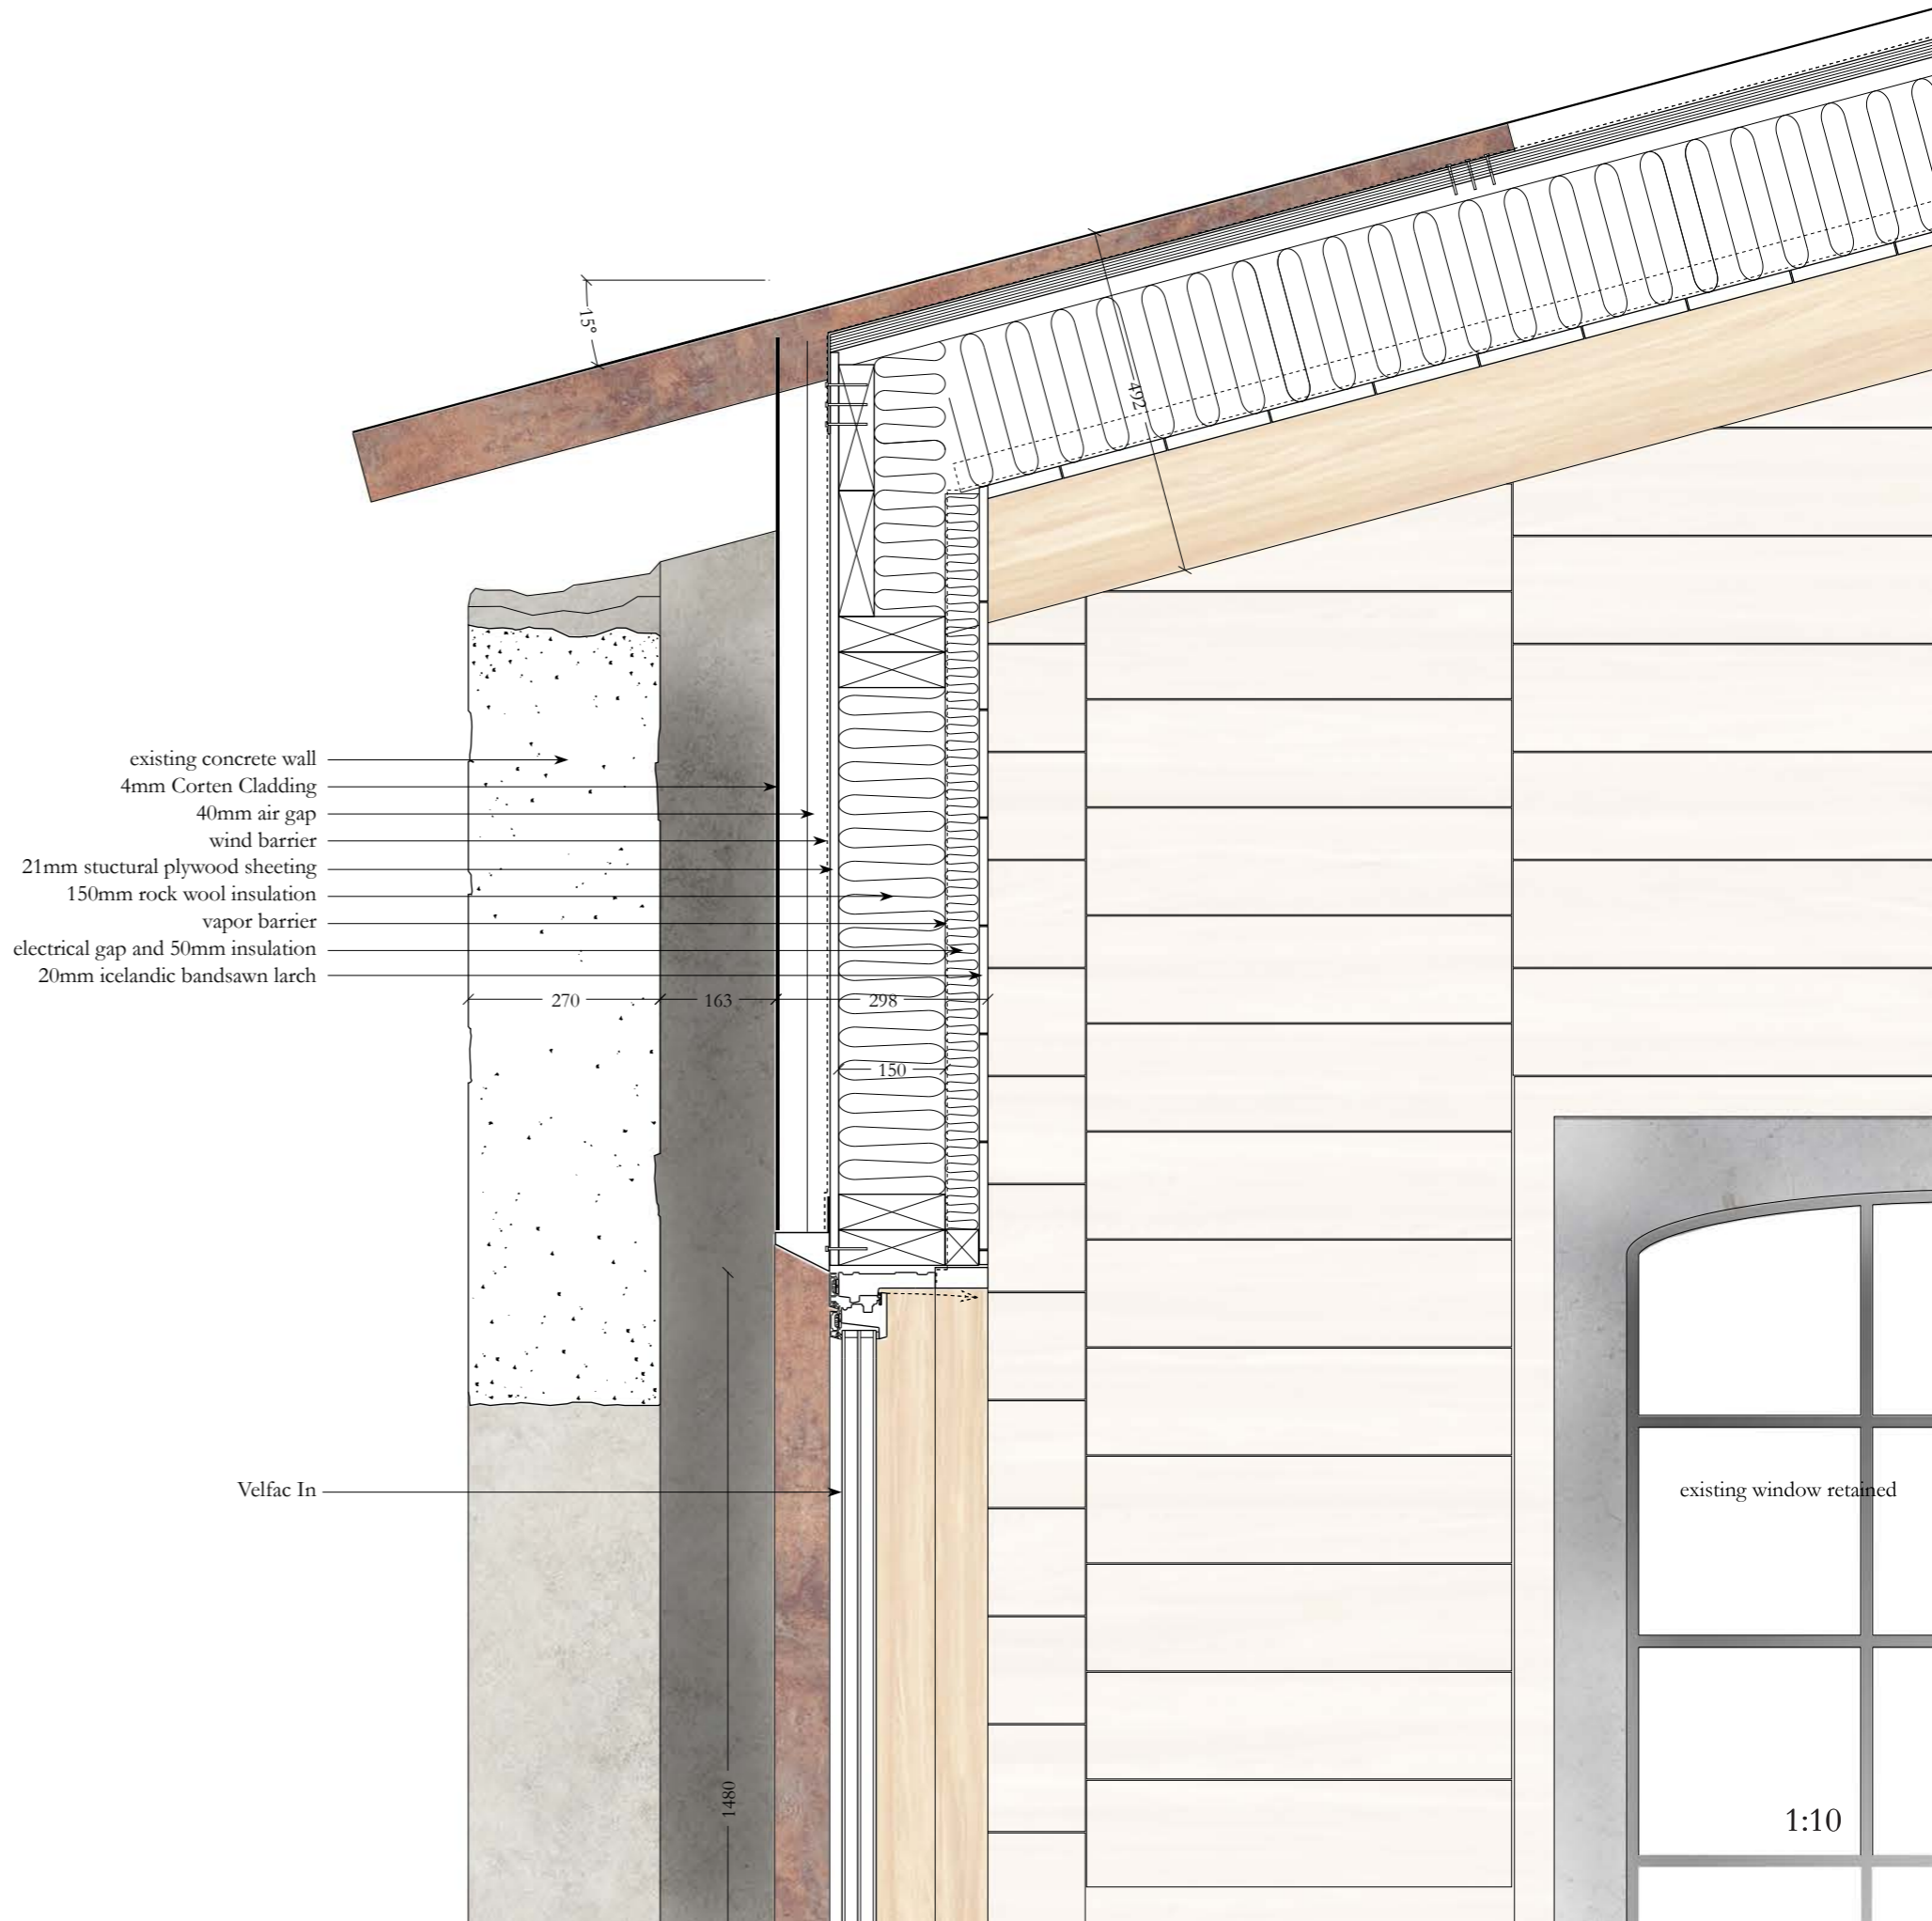 15°
492
existing concrete wall
4mm Corten Cladding
40mm air gap
wind barrier
21mm stuctural plywood sheeting
150mm rock wool insulation
vapor barrier
electrical gap and 50mm insulation
20mm icelandic bandsawn larch
270
163
298
150
Velfac In
existing window retained
1480
1:10